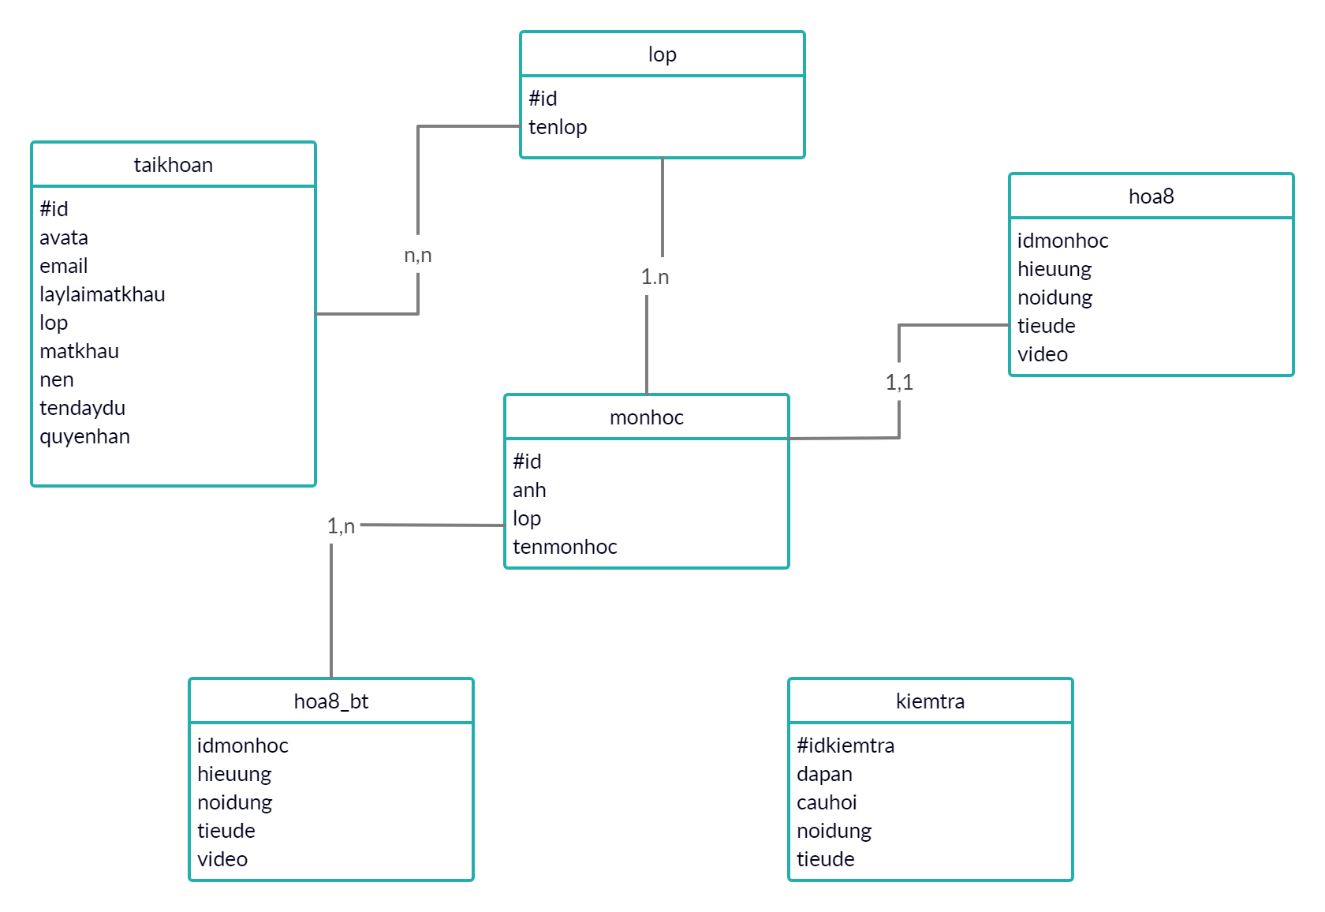 lop
#id
tenlop
taikhoan
#id
avata
email
laylaimatkhau
lop
matkhau
nen
tendaydu
quyenhan
n,n
1.n
hoa8
idmonhoc
hieuung
noidung
tieude
video
1,1
monhoc
#id
anh
lop
tenmonhoc
1,n
hoa8_bt
idmonhoc
hieuung
noidung
tieude
video
kiemtra
#idkiemtra
dapan
cauhoi
noidung
tieude